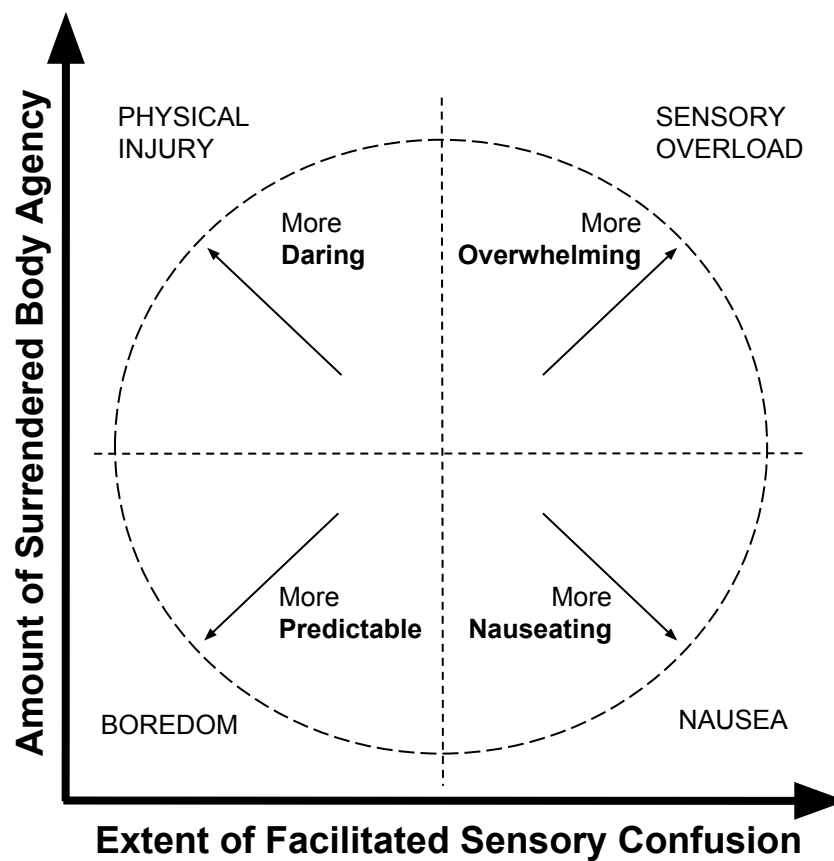 Amount of Surrendered Body Agency
PHYSICAL
INJURY
SENSORY
OVERLOAD
More
Daring
More
Overwhelming
More
Predictable
More
Nauseating
BOREDOM
NAUSEA
Extent of Facilitated Sensory Confusion